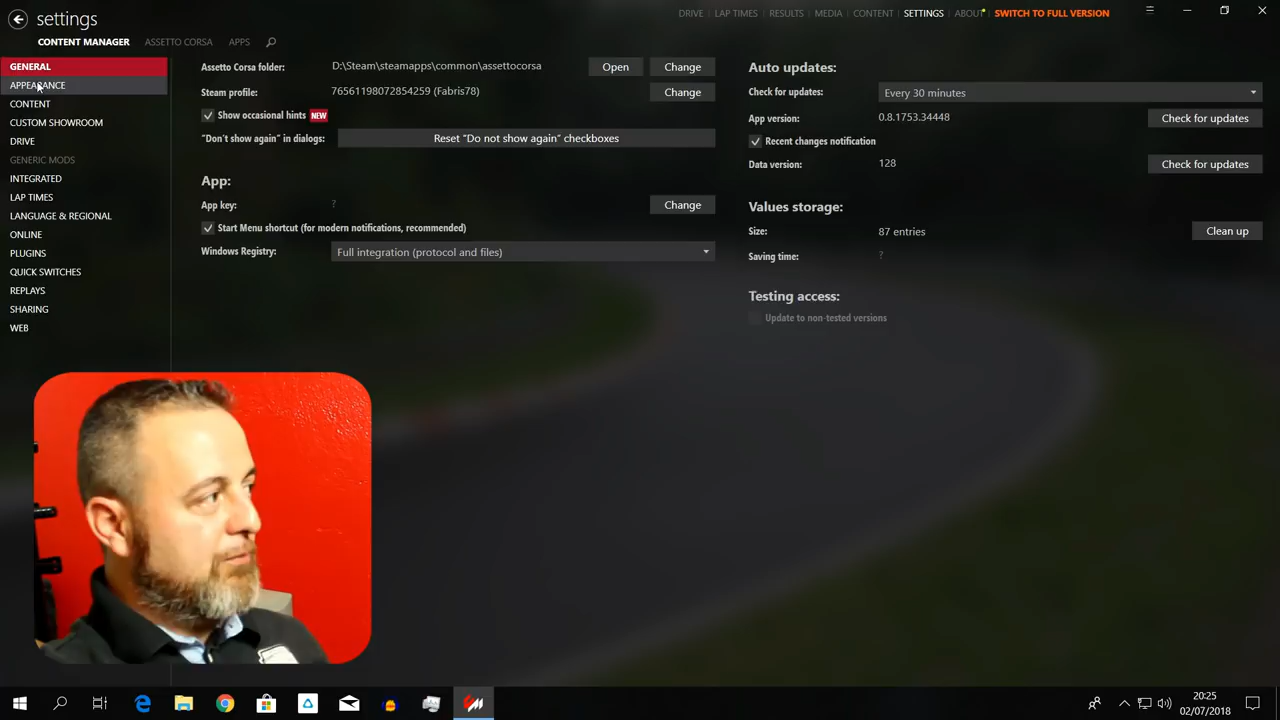 settings
DRIVE LAP TIMES RESULTS MEDIA CONTENT SETTINGS ABOUT SWITCH TO FULL VERSION
CONTENT MANAGER ASSETTO CORSA APPS
GENERAL
APPEARANCE
CONTENT
CUSTOM SHOWROOM
DRIVE
GENERIC MODS
INTEGRATED
LAP TIMES
LANGUAGE & REGIONAL
ONLINE
PLUGINS
QUICK SWITCHES
REPLAYS
SHARING
WEB
Assetto Corsa folder: D:\Steam\steamapps\common\assettocorsa Open Change
Steam profile: 76561198072854259 (Fabris78) Change
Show occasional hints NEW
"Don't show again" in dialogs: Reset "Do not show again" checkboxes
App:
App key: ? Change
Start Menu shortcut (for modern notifications, recommended)
Windows Registry: Full integration (protocol and files)
Auto updates:
Check for updates: Every 30 minutes
App version: 0.8.1753.34448 Check for updates
Recent changes notification
Data version: 128 Check for updates
Values storage:
Size: 87 entries Clean up
Saving time: ?
Testing access:
Update to non-tested versions
20:25
02/07/2018